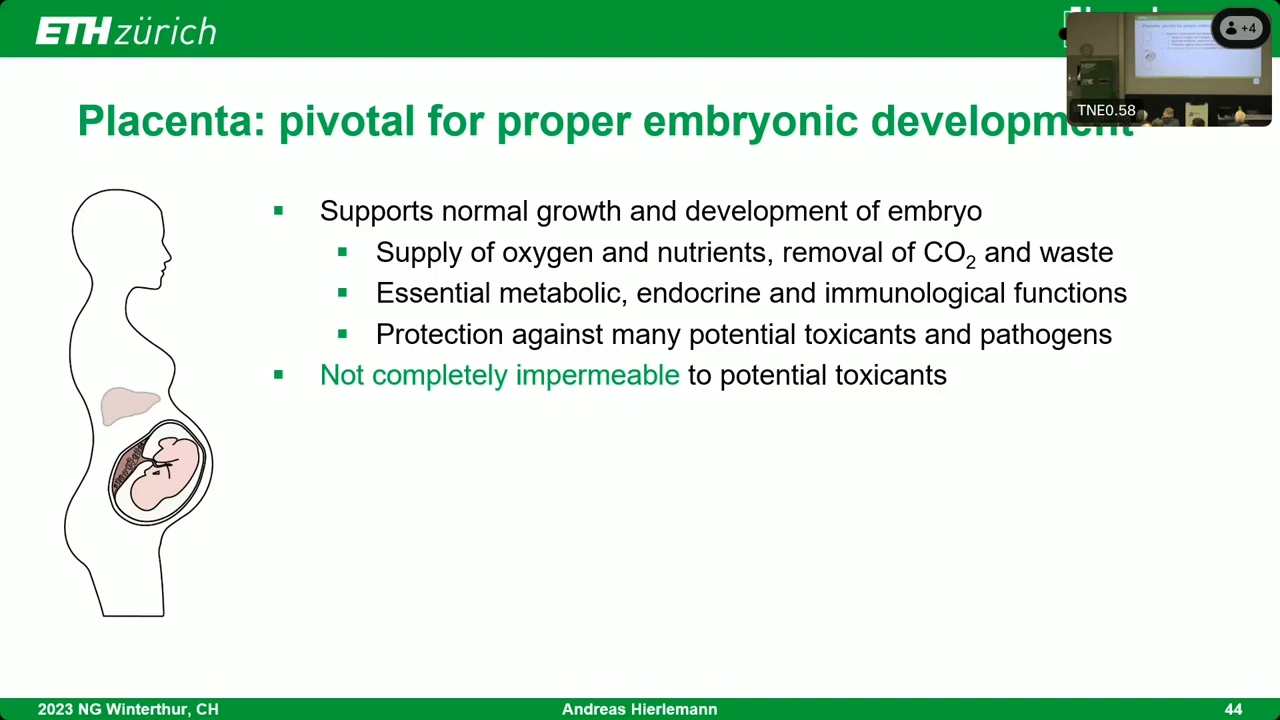 ETH zürich
+4
TNE0.58
Placenta: pivotal for proper embryonic development
Supports normal growth and development of embryo
Supply of oxygen and nutrients, removal of CO2 and waste
Essential metabolic, endocrine and immunological functions
Protection against many potential toxicants and pathogens
Not completely impermeable to potential toxicants
2023 NG Winterthur, CH
Andreas Hierlemann
44